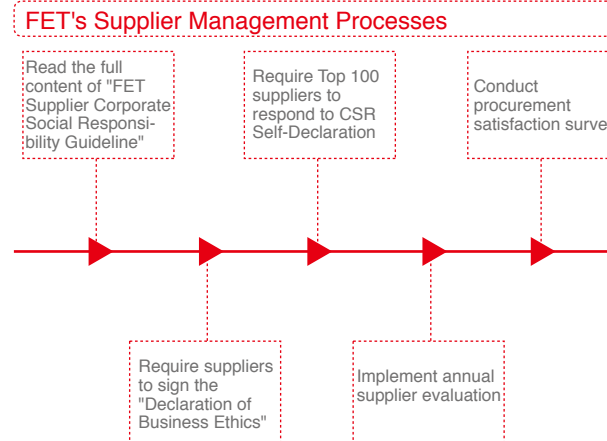 FET's Supplier Management Processes
Read the full
content of "FET
Supplier Corporate
Social Responsi-
bility Guideline"
Require suppliers
to sign the
"Declaration of
Business Ethics"
Require Top 100
suppliers to
respond to CSR
Self-Declaration
Implement annual
supplier evaluation
Conduct
procurement
satisfaction surve